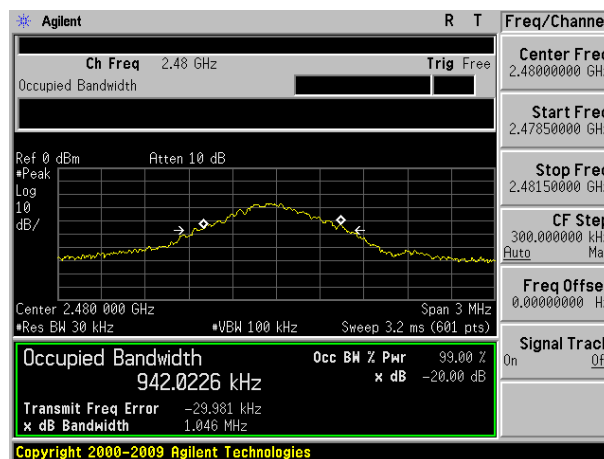 Agilent R T Freq/Channe
Ch Freq 2.48 GHz Trig Free
Occupied Bandwidth
Center Freq
2.48000000 GH
Start Freq
2.47850000 GH
Stop Freq
2.48150000 GH
CF Step
300.000000 kH
Auto Ma
Freq Offse
0.00000000 H
Signal Track
On Of
Ref 0 dBm Atten 10 dB
#Peak
Log
10
dB/
Center 2.480 000 GHz Span 3 MHz
#Res BW 30 kHz #VBW 100 kHz Sweep 3.2 ms (601 pts)
Occupied Bandwidth Occ BW % Pwr 99.00 %
942.0226 kHz x dB -20.00 dB
Transmit Freq Error -29.981 kHz
x dB Bandwidth 1.046 MHz
Copyright 2000-2009 Agilent Technologies